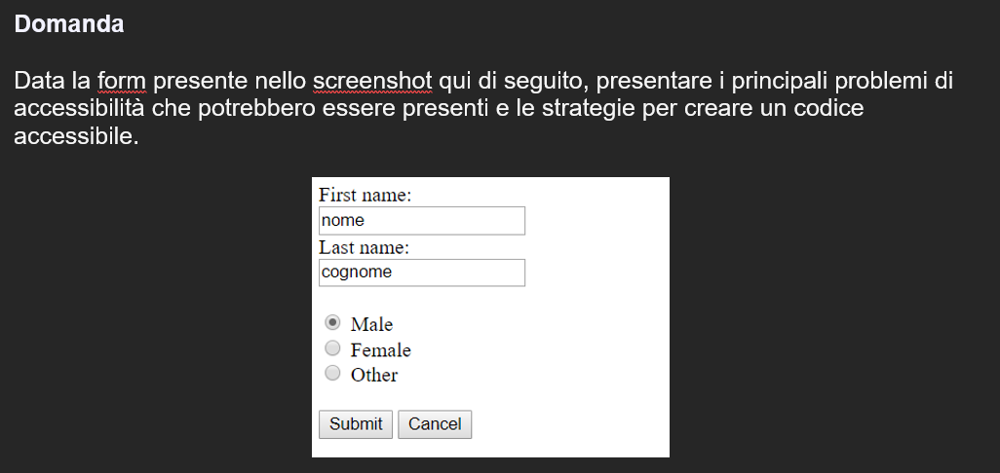 Domanda
Data la form presente nello screenshot qui di seguito, presentare i principali problemi di
accessibilità che potrebbero essere presenti e le strategie per creare un codice
accessibile.
First name:
nome
Last name:
cognome
Male
Female
Other
Submit Cancel